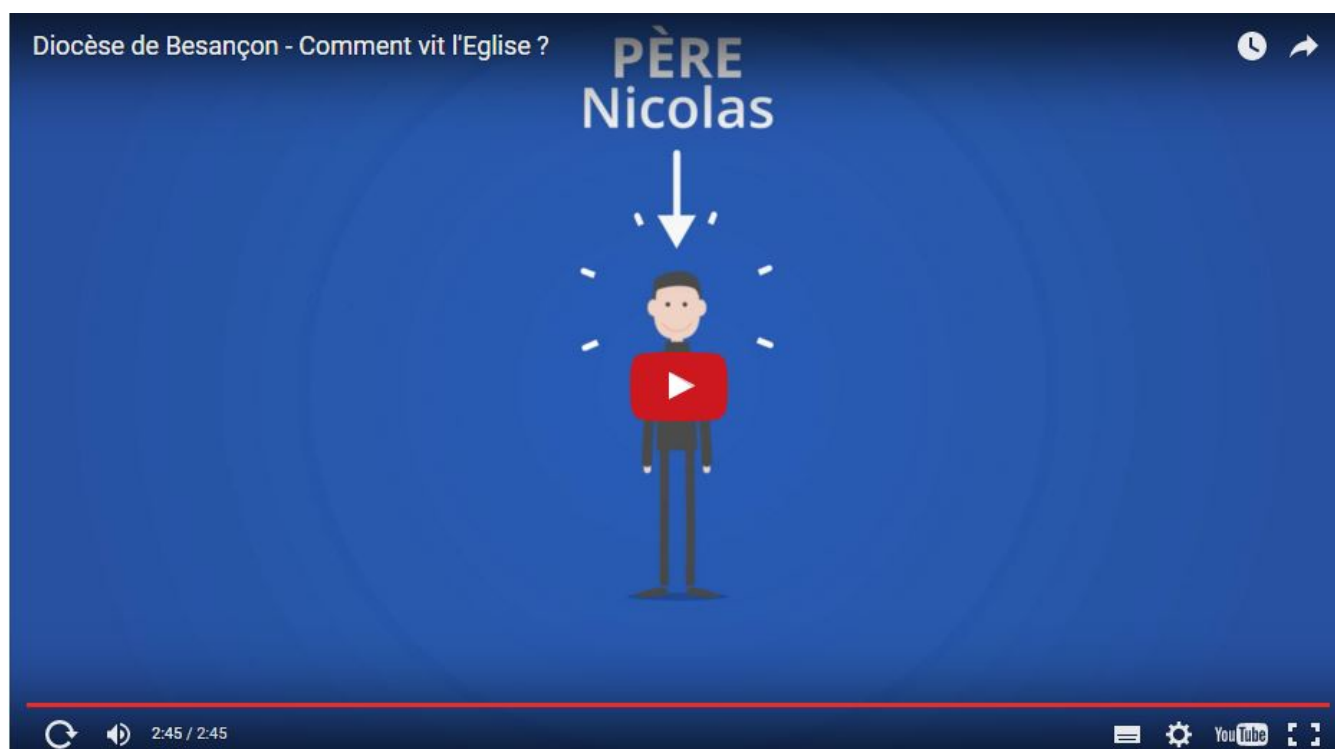 Diocèse de Besançon - Comment vit l'Eglise ?
PÈRE
Nicolas
2:45 / 2:45
YouTube